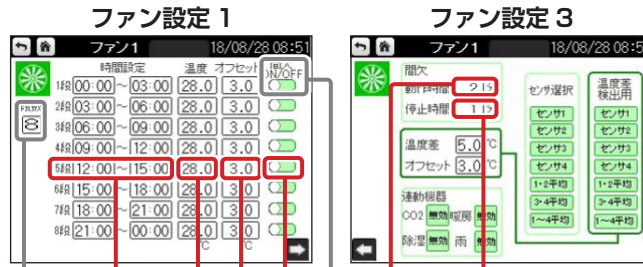 ファン設定 1
ファン1 18/08/28 08:51
時間設定 温度 オフセット
ON/OFF
1段 00:00 ～ 03:00 28.0 3.0
2段 03:00 ～ 06:00 28.0 3.0
3段 06:00 ～ 09:00 28.0 3.0
4段 09:00 ～ 12:00 28.0 3.0
5段 12:00 ～ 15:00 28.0 3.0
6段 15:00 ～ 18:00 28.0 3.0
7段 18:00 ～ 21:00 28.0 3.0
8段 21:00 ～ 00:00 28.0 3.0
8
℃ ℃
ファン設定 3
ファン1 18/08/28 08:5
間欠
動作時間 2分
停止時間 1分
温度差 5.0 ℃
オフセット 3.0 ℃
連動機器
CO2 無効 暖房 無効
除湿 無効 雨 無効
センサ選択
センサ1
センサ2
センサ3
センサ4
1・2平均
3・4平均
1～4平均
温度差
検出用
センサ1
センサ2
センサ3
センサ4
1・2平均
3・4平均
1～4平均